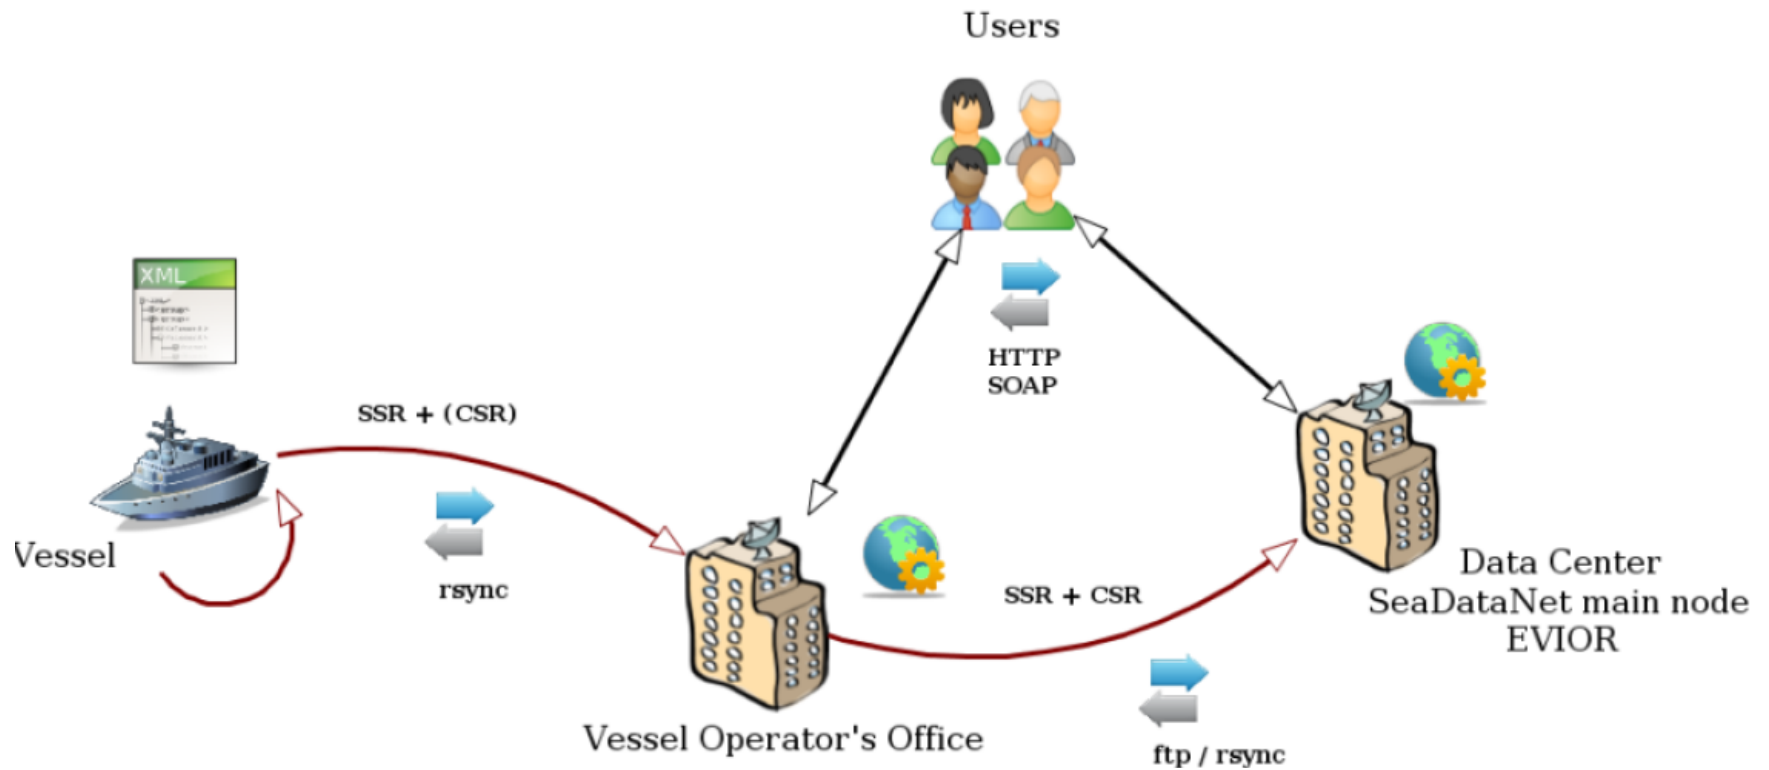 Users
XML
HTTP
SOAP
SSR + (CSR)
Vessel
rsync
SSR + CSR
Data Center
SeaDataNet main node
EVIOR
Vessel Operator's Office
ftp / rsync